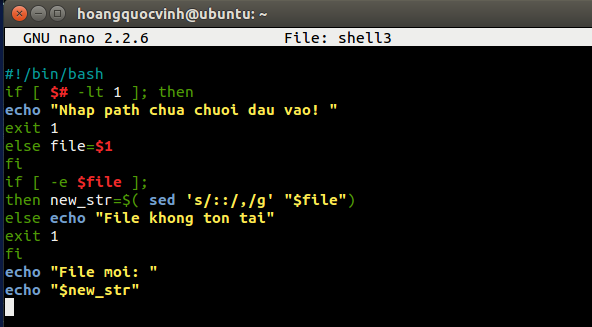 hoangquocvinh@ubuntu: ~
GNU nano 2.2.6 File: shell3
#!/bin/bash
if [ $# -lt 1 ]; then
echo "Nhap path chua chuoi dau vao! "
exit 1
else file=$1
fi
if [ -e $file ];
then new_str=$( sed 's/::/,/g' "$file")
else echo "File khong ton tai"
exit 1
fi
echo "File moi: "
echo "$new_str"